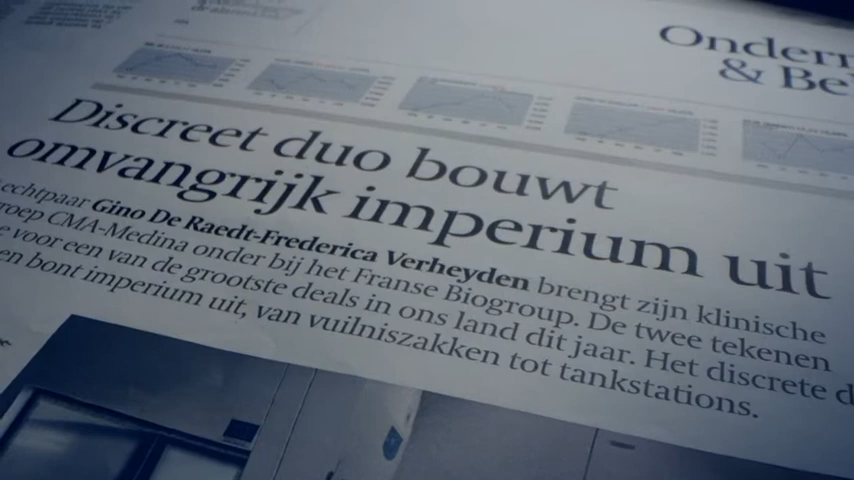 Ondern
& Be
Discreet duo bouwt
omvangrijk imperium uit
echtpaar Gino De Raedt-Frederica Verheyden brengt zijn klinische
roep CMA-Medina onder bij het Franse Biogroup. De twee tekenen
e voor een van de grootste deals in ons land dit jaar. Het discrete d
en bont imperium uit, van vuilniszakken tot tankstations.